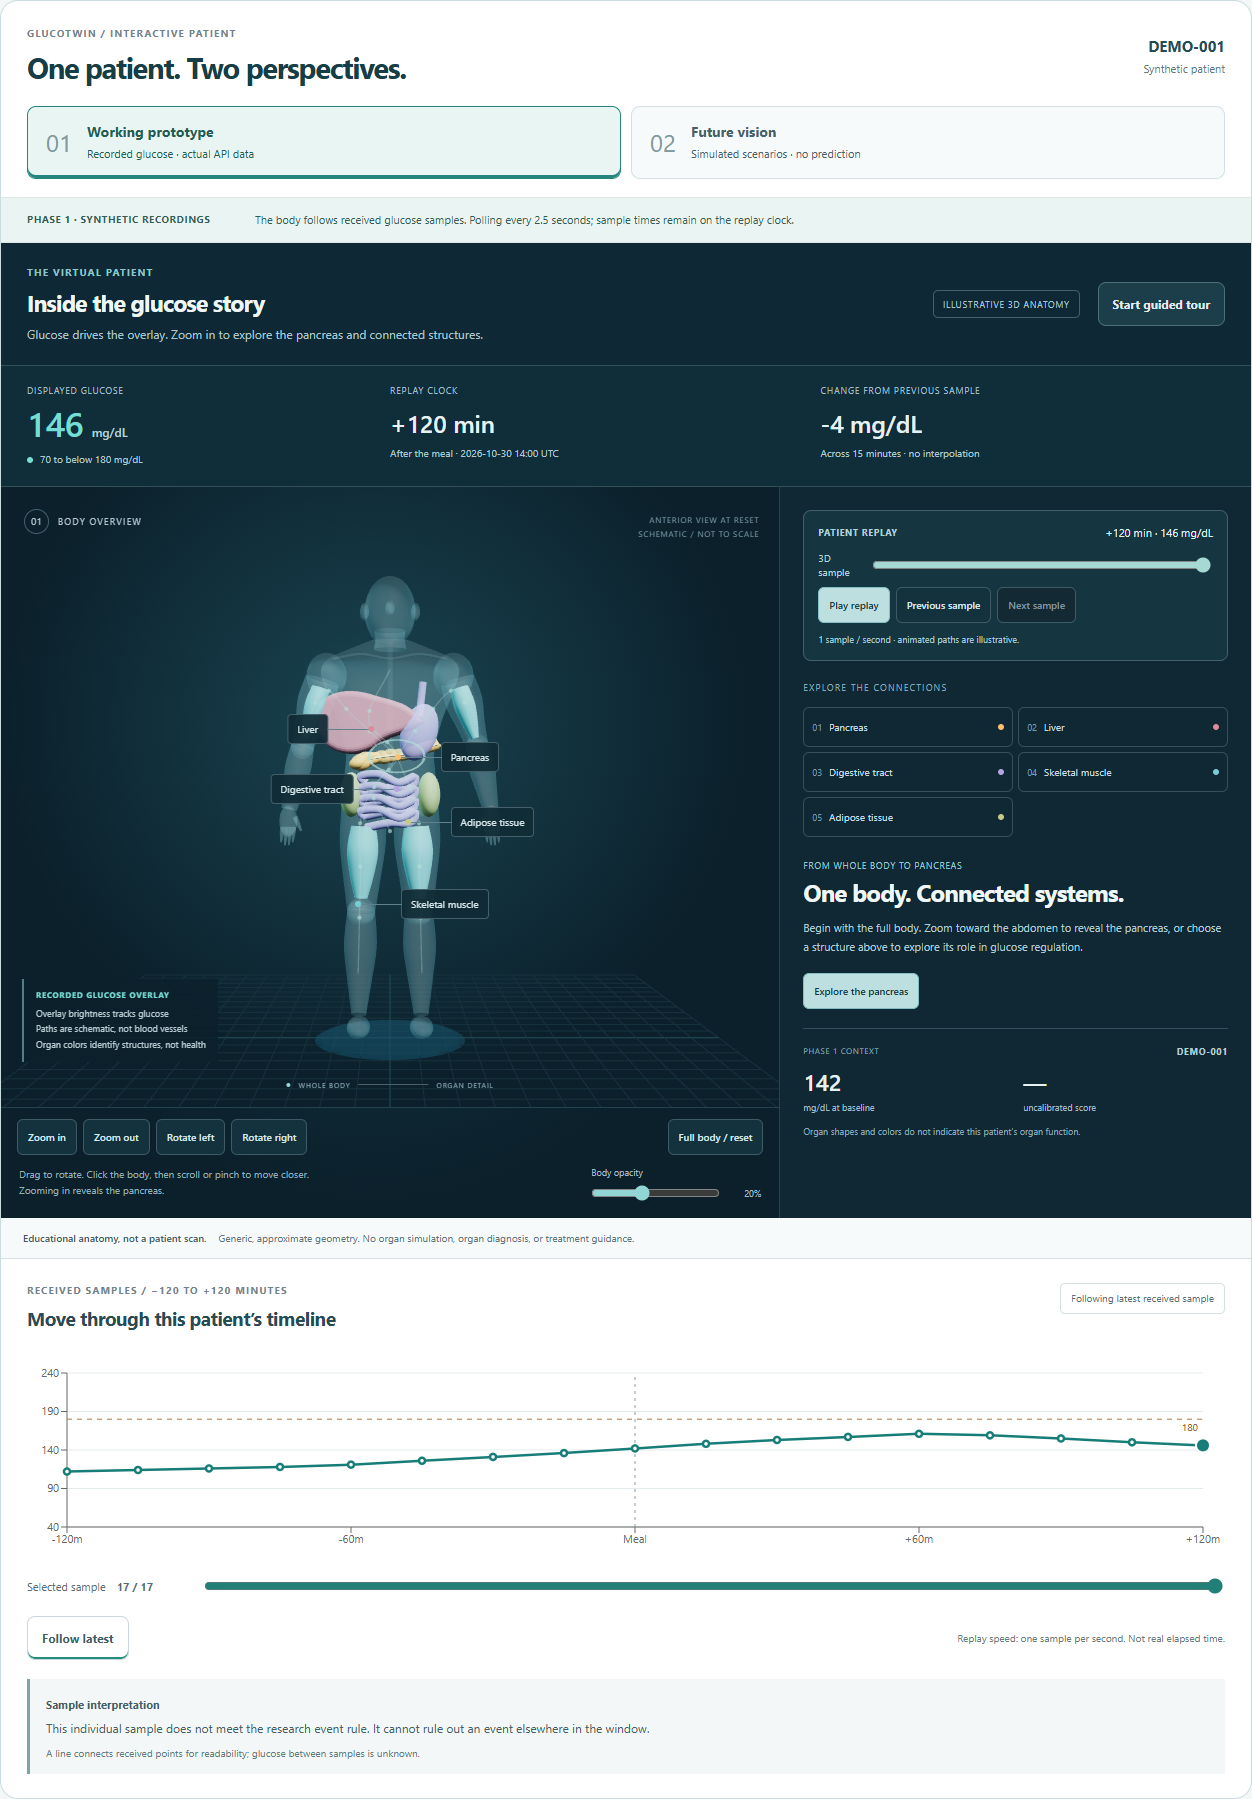 GLUCOTWIN / INTERACTIVE PATIENT
One patient. Two perspectives.
DEMO-001
Synthetic patient
01
Working prototype
Recorded glucose · actual API data
02
Future vision
Simulated scenarios · no prediction
PHASE 1 · SYNTHETIC RECORDINGS
The body follows received glucose samples. Polling every 2.5 seconds; sample times remain on the replay clock.
THE VIRTUAL PATIENT
Inside the glucose story
Glucose drives the overlay. Zoom in to explore the pancreas and connected structures.
ILLUSTRATIVE 3D ANATOMY
Start guided tour
DISPLAYED GLUCOSE
146 mg/dL
70 to below 180 mg/dL
REPLAY CLOCK
+120 min
After the meal · 2026-10-30 14:00 UTC
CHANGE FROM PREVIOUS SAMPLE
-4 mg/dL
Across 15 minutes · no interpolation
01 BODY OVERVIEW
ANTERIOR VIEW AT RESET
SCHEMATIC / NOT TO SCALE
Liver
Pancreas
Digestive tract
Adipose tissue
Skeletal muscle
RECORDED GLUCOSE OVERLAY
Overlay brightness tracks glucose
Paths are schematic, not blood vessels
Organ colors identify structures, not health
WHOLE BODY
ORGAN DETAIL
Zoom in
Zoom out
Rotate left
Rotate right
Full body / reset
Drag to rotate. Click the body, then scroll or pinch to move closer.
Zooming in reveals the pancreas.
Body opacity
20%
PATIENT REPLAY
+120 min · 146 mg/dL
3D
sample
Play replay
Previous sample
Next sample
1 sample / second · animated paths are illustrative.
EXPLORE THE CONNECTIONS
01 Pancreas
02 Liver
03 Digestive tract
04 Skeletal muscle
05 Adipose tissue
FROM WHOLE BODY TO PANCREAS
One body. Connected systems.
Begin with the full body. Zoom toward the abdomen to reveal the pancreas, or choose
a structure above to explore its role in glucose regulation.
Explore the pancreas
PHASE 1 CONTEXT
DEMO-001
142
mg/dL at baseline
—
uncalibrated score
Organ shapes and colors do not indicate this patient's organ function.
Educational anatomy, not a patient scan.
Generic, approximate geometry. No organ simulation, organ diagnosis, or treatment guidance.
RECEIVED SAMPLES / −120 TO +120 MINUTES
Move through this patient’s timeline
Following latest received sample
240
190
140
90
40
180
-120m
-60m
Meal
+60m
+120m
Selected sample 17 / 17
Follow latest
Replay speed: one sample per second. Not real elapsed time.
Sample interpretation
This individual sample does not meet the research event rule. It cannot rule out an event elsewhere in the window.
A line connects received points for readability; glucose between samples is unknown.